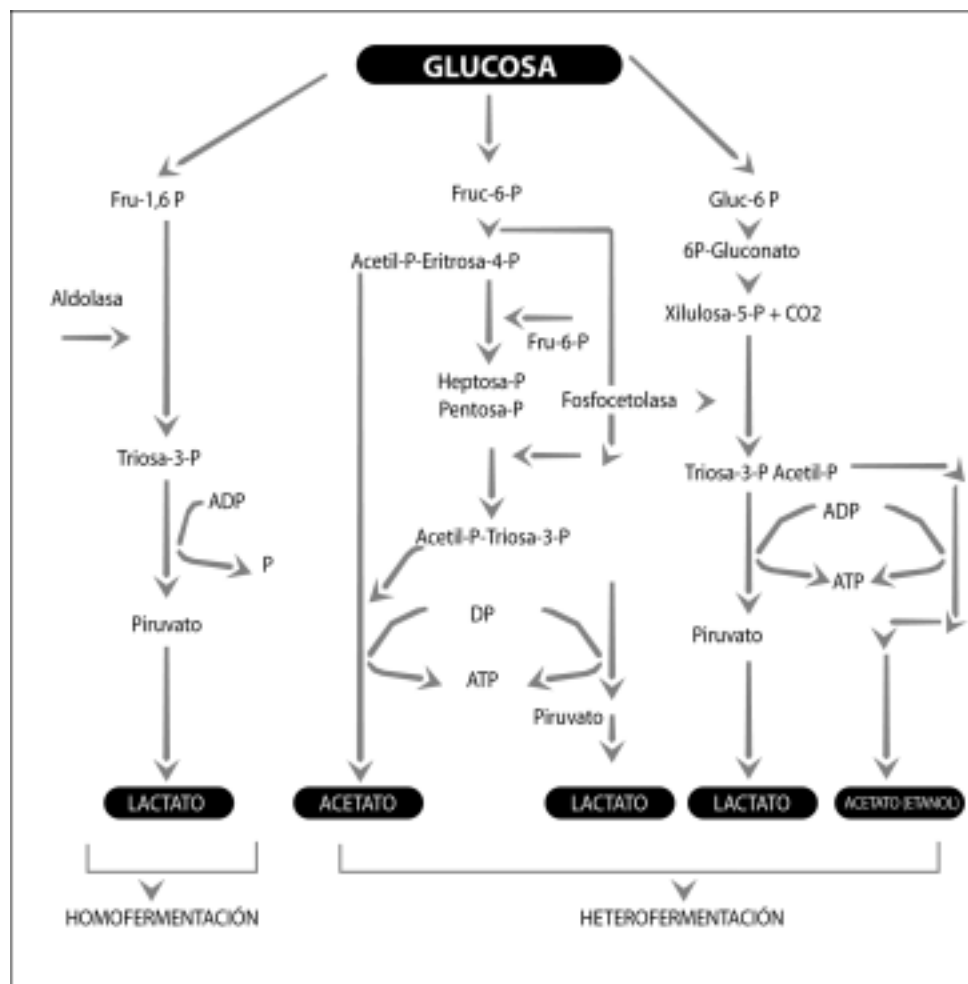 GLUCOSA
Fru-1,6 P
Fruc-6-P
Gluc-6 P
6P-Gluconato
Acetil-P-Eritrosa-4-P
Aldolasa
Xilulosa-5-P + CO2
Fru-6-P
Heptosa-P
Pentosa-P
Fosfocetolasa
Triosa-3-P
Triosa-3-P Acetil-P
ADP
ADP
Acetil-P-Triosa-3-P
P
ATP
DP
Piruvato
Piruvato
ATP
Piruvato
LACTATO
ACETATO
LACTATO
LACTATO
ACETATO (ETANOL)
HOMOFERMENTACIÓN
HETEROFERMENTACIÓN